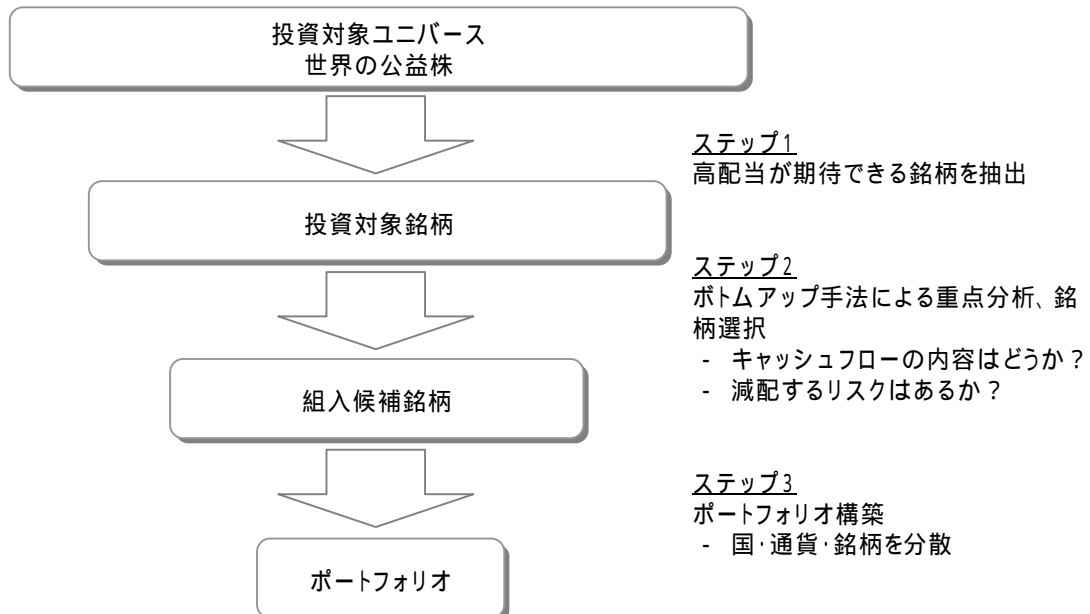 投資対象ユニバース
世界の公益株
ステップ1
高配当が期待できる銘柄を抽出
投資対象銘柄
ステップ2
ボトムアップ手法による重点分析、銘
柄選択
- キャッシュフローの内容はどうか?
- 減配するリスクはあるか?
組入候補銘柄
ステップ3
ポートフォリオ構築
- 国・通貨・銘柄を分散
ポートフォリオ